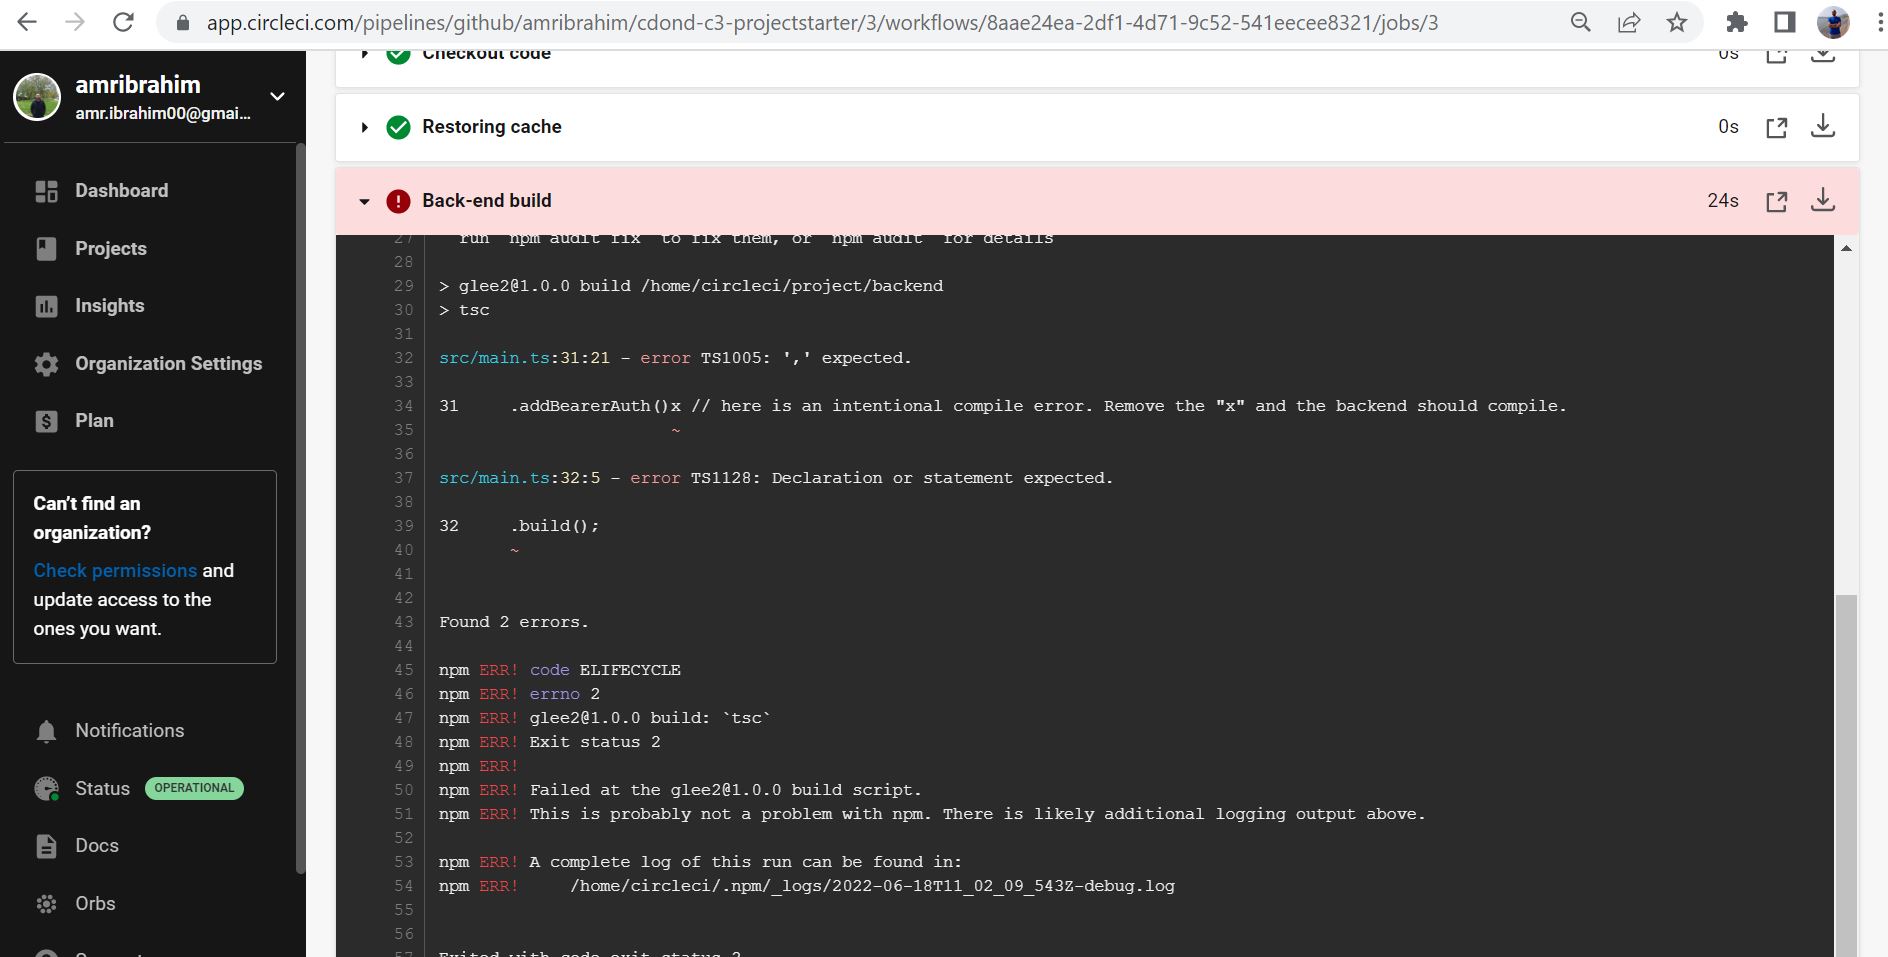 app.circleci.com/pipelines/github/amribrahim/cdond-c3-projectstarter/3/workflows/8aae24ea-2df1-4d71-9c52-541eecee8321/jobs/3
amribrahim
amr.ibrahim00@gmai...
Dashboard
Projects
Insights
Organization Settings
Plan
Can't find an
organization?
Check permissions and
update access to the
ones you want.
Notifications
Status OPERATIONAL
Docs
Orbs
Checkout code 0s
Restoring cache 0s
Back-end build 24s
27 run `npm audit fix` to fix them, or `npm audit` for details
28
29 > glee2@1.0.0 build /home/circleci/project/backend
30 > tsc
31
32 src/main.ts:31:21 - error TS1005: ',' expected.
33
34 31     .addBearerAuth()x // here is an intentional compile error. Remove the "x" and the backend should compile.
35 ~
36
37 src/main.ts:32:5 - error TS1128: Declaration or statement expected.
38
39 32     .build();
40 ~
41
42
43 Found 2 errors.
44
45 npm ERR! code ELIFECYCLE
46 npm ERR! errno 2
47 npm ERR! glee2@1.0.0 build: `tsc`
48 npm ERR! Exit status 2
49 npm ERR!
50 npm ERR! Failed at the glee2@1.0.0 build script.
51 npm ERR! This is probably not a problem with npm. There is likely additional logging output above.
52
53 npm ERR! A complete log of this run can be found in:
54 npm ERR!     /home/circleci/.npm/_logs/2022-06-18T11_02_09_543Z-debug.log
55
56
57 Exited with code exit status 2